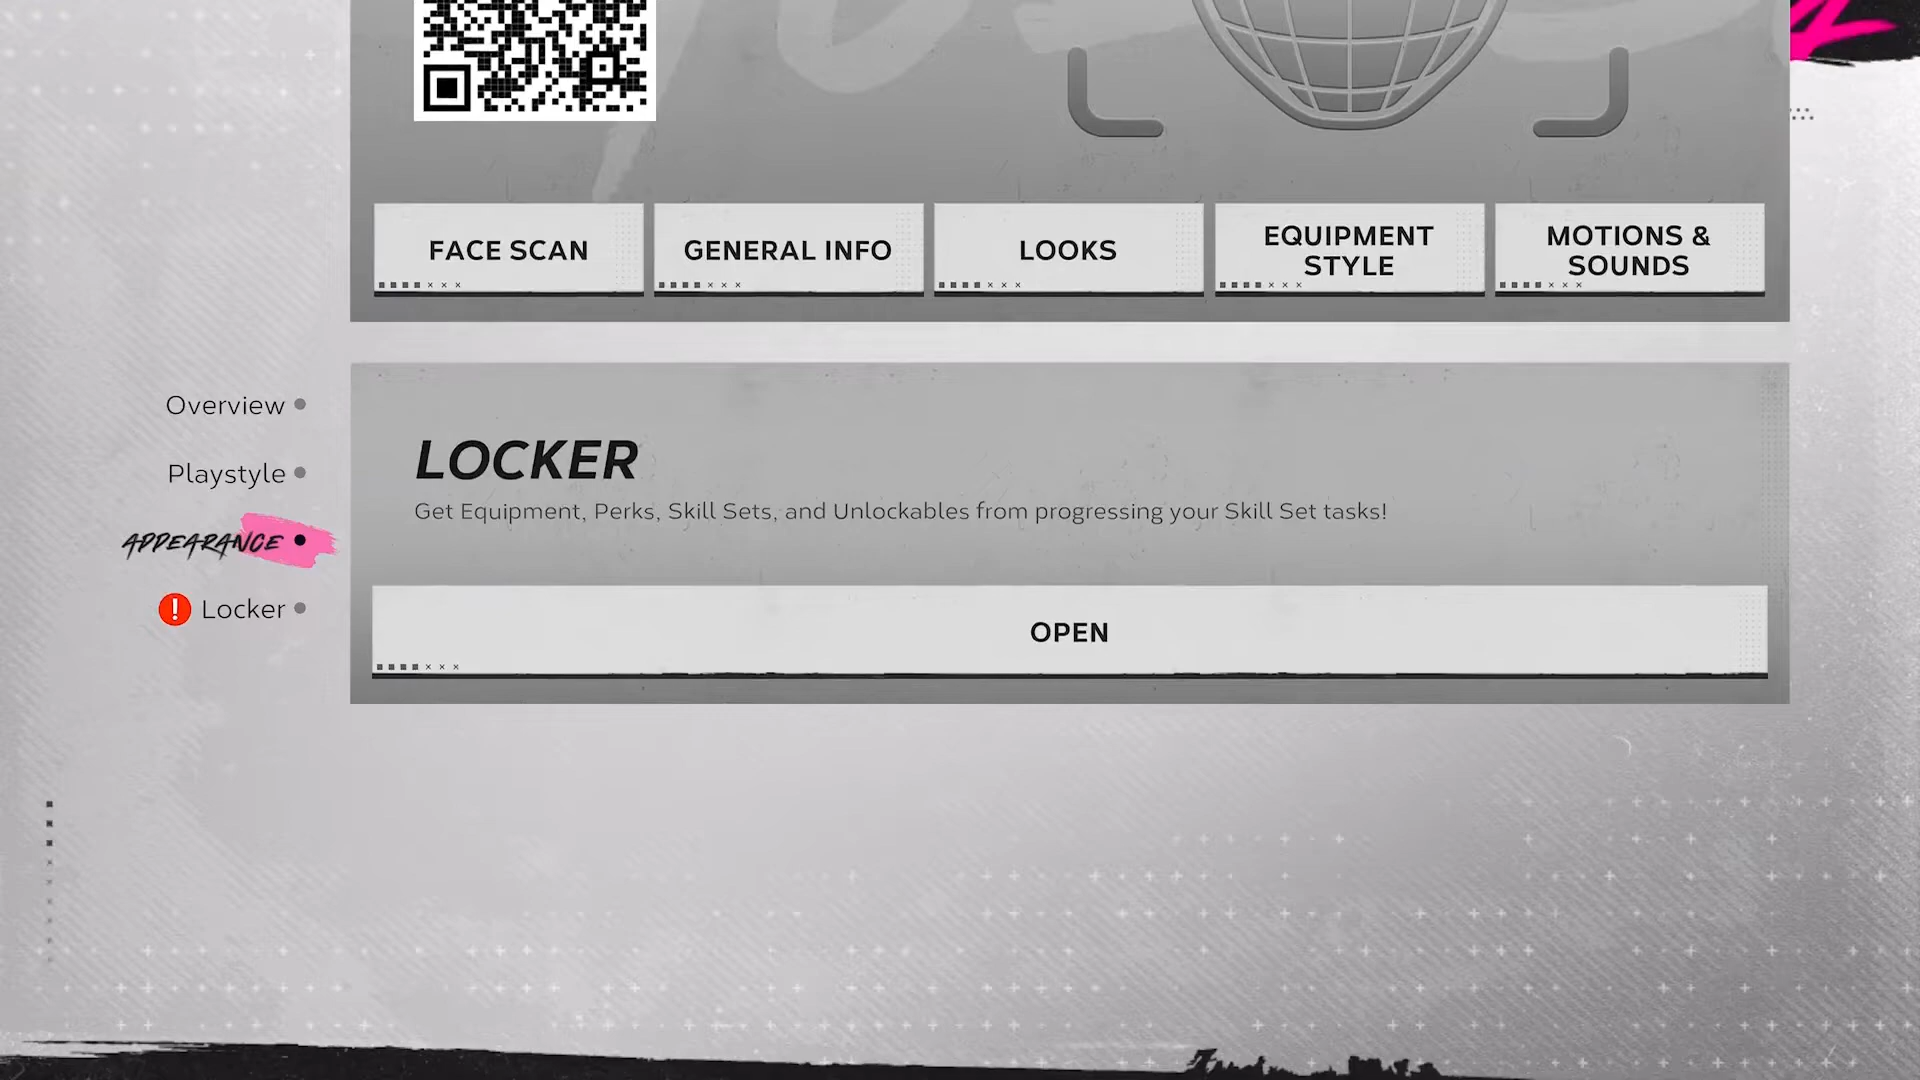 FACE SCAN
GENERAL INFO
LOOKS
EQUIPMENT
STYLE
MOTIONS &
SOUNDS
Overview
Playstyle
APPEARANCE
! Locker
LOCKER
Get Equipment, Perks, Skill Sets, and Unlockables from progressing your Skill Set tasks!
OPEN